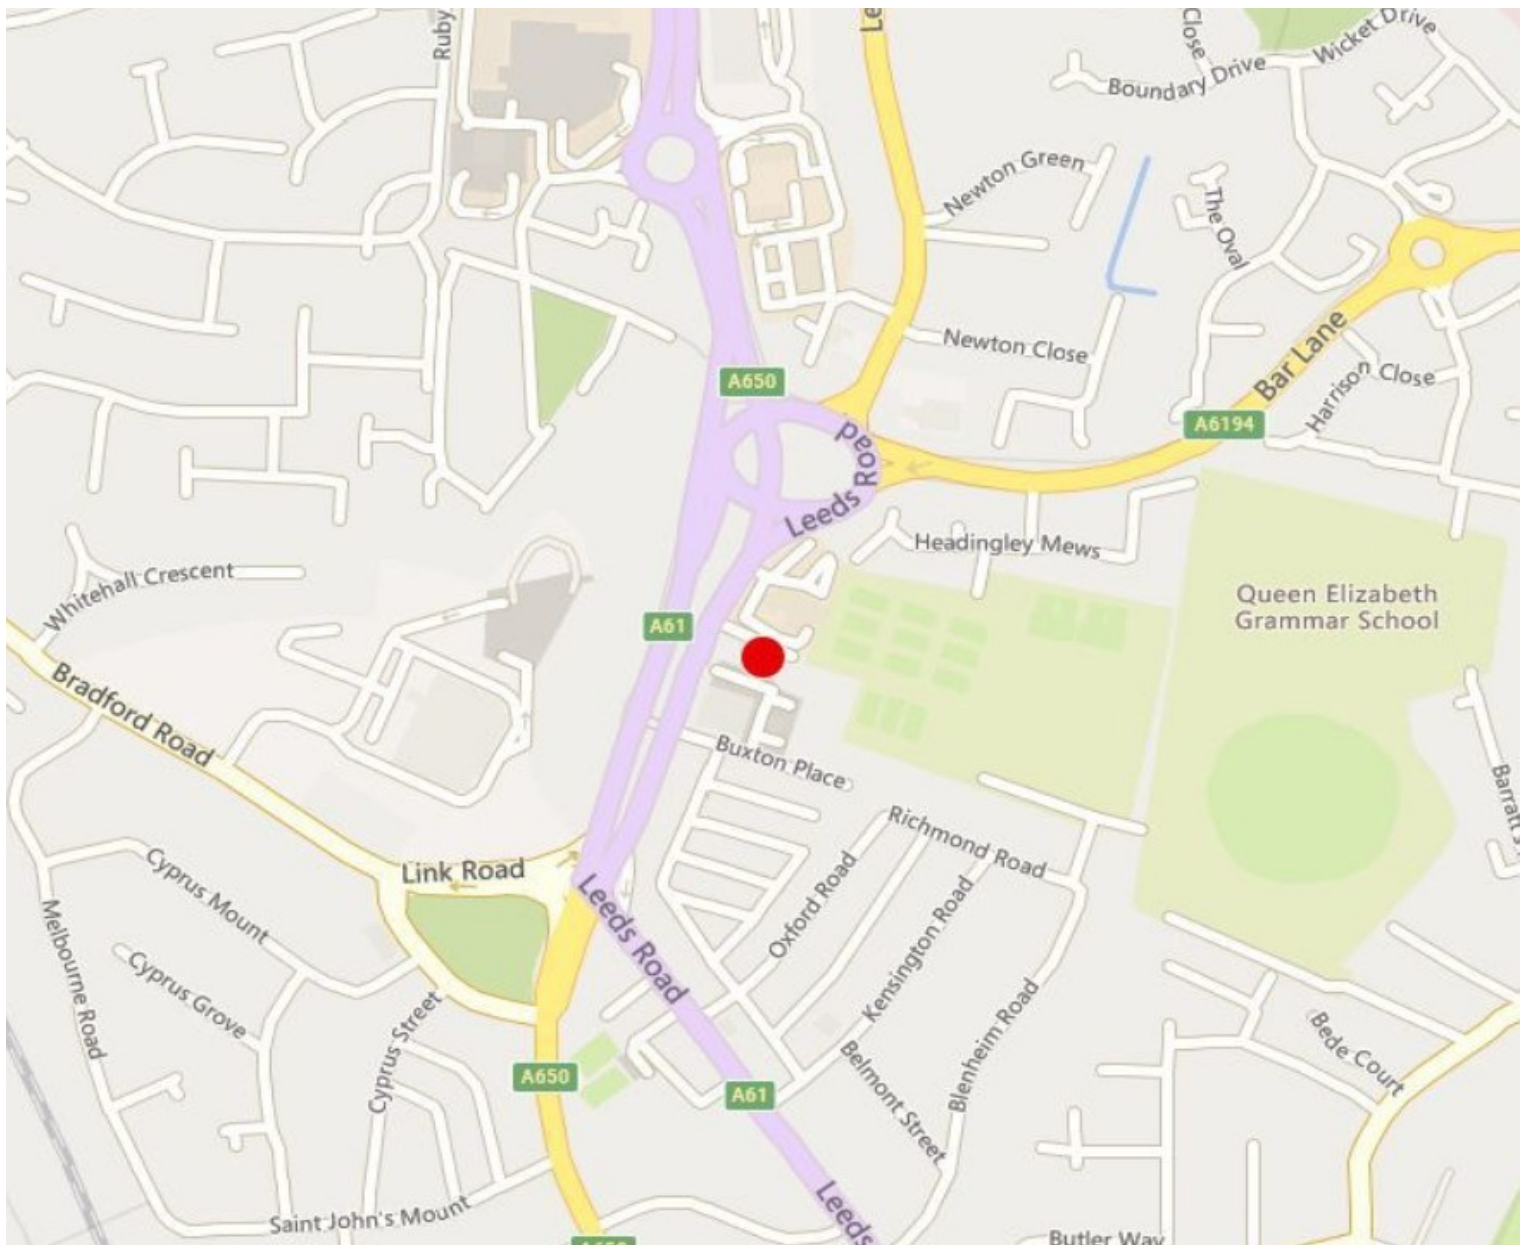 Ruby
Le
Close
Wicket Drive
Boundary Drive
Newton Green
The Oval
Newton Close
Bar Lane
Harrison Close
A650
A6194
Leeds Road
Headingley Mews
Whitehall Crescent
Queen Elizabeth
Grammar School
A61
Bradford Road
Buxton Place
Barratt's
Richmond Road
Link Road
Oxford Road
Kensington Road
Cyprus Mount
Leeds Road
Melbourne Road
Cyprus Grove
Cyprus Street
Blenheim Road
Bede Court
Belmont Street
A650
A61
Saint John's Mount
Leeds
Butler Way
A650